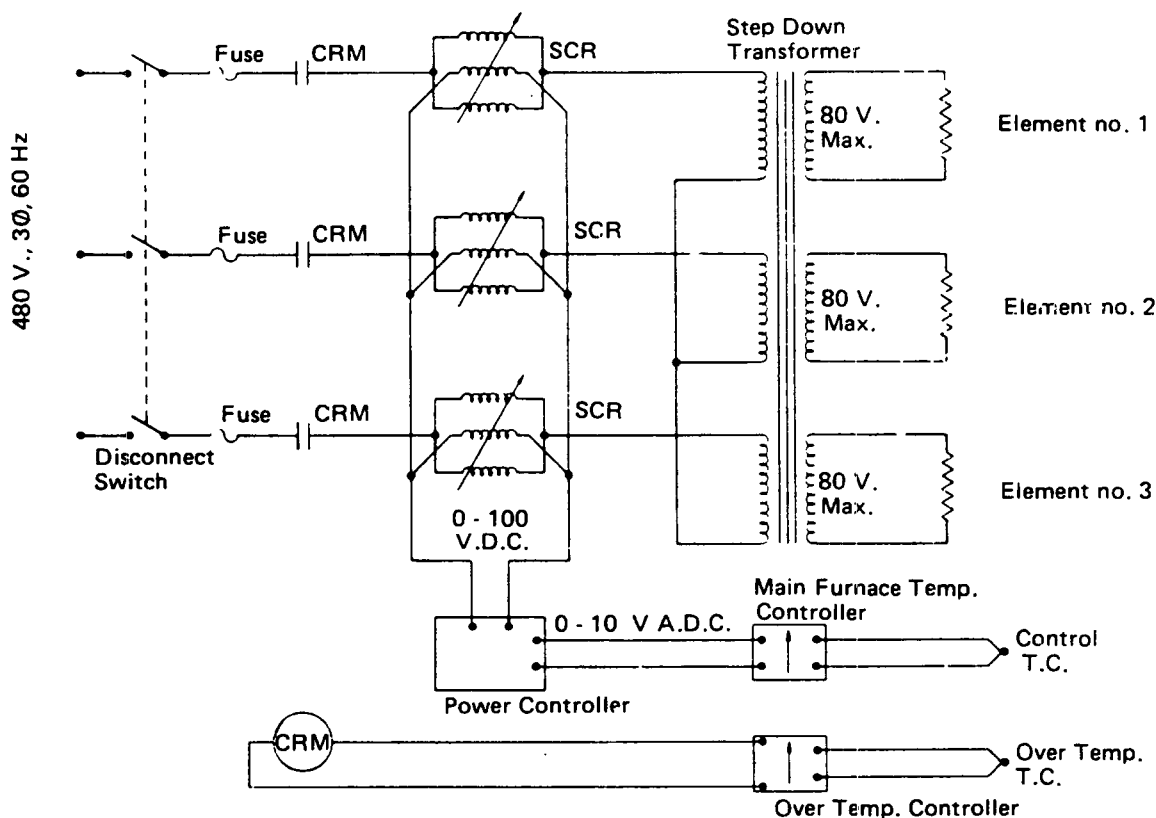 Step Down
Transformer
Fuse
CRM
SCR
80 V.
Max.
Element no. 1
480 V., 3Ø, 60 Hz
Fuse
CRM
SCR
80 V.
Max.
Element no. 2
Fuse
CRM
SCR
80 V.
Max.
Element no. 3
Disconnect
Switch
0 - 100
V.D.C.
Main Furnace Temp.
Controller
0 - 10 V A.D.C.
Control
T.C.
Power Controller
CRM
Over Temp.
T.C.
Over Temp. Controller